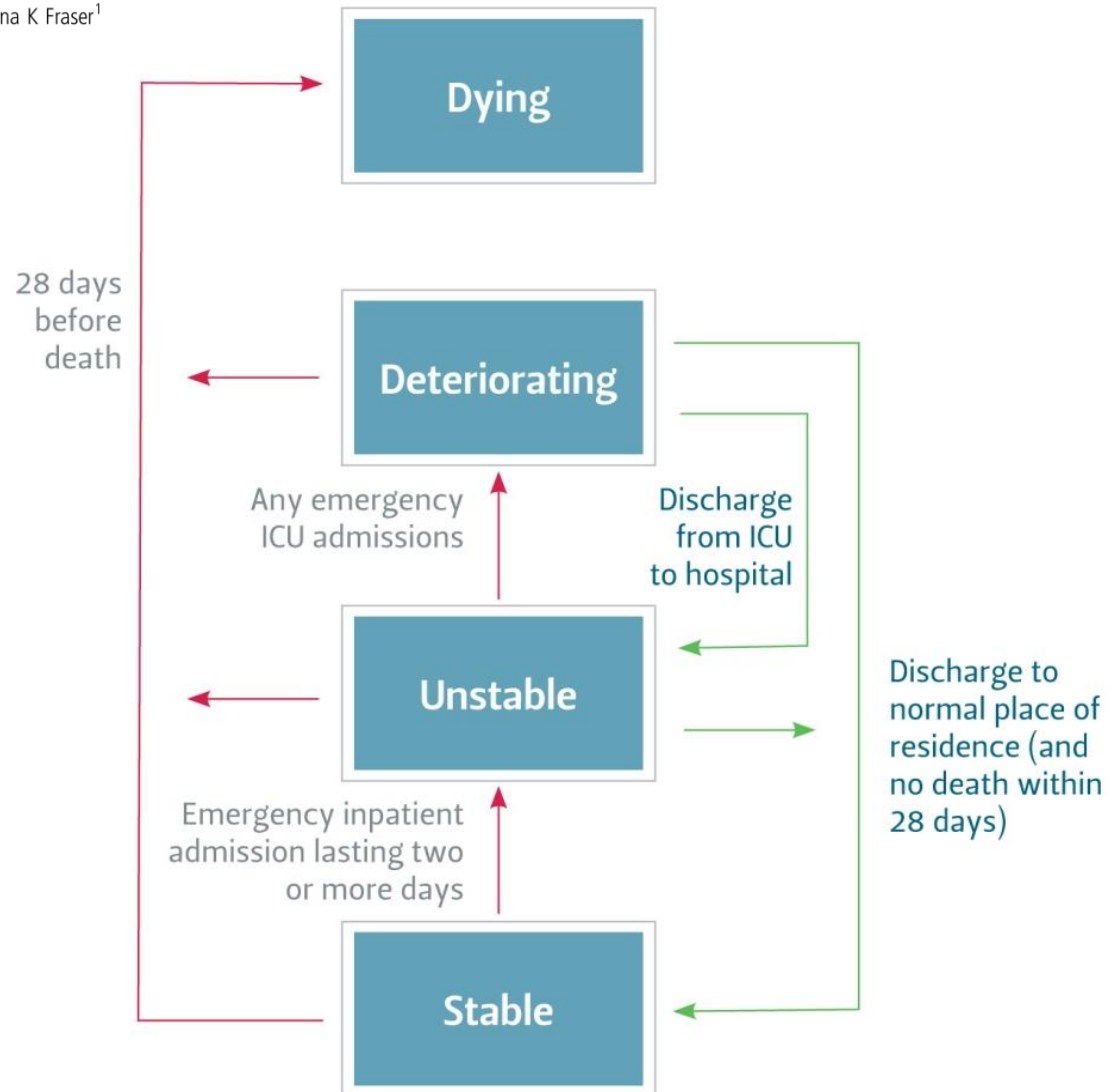 na K Fraser¹
Dying
28 days
before
death
Deteriorating
Any emergency
ICU admissions
Discharge
from ICU
to hospital
Unstable
Discharge to
normal place of
residence (and
no death within
28 days)
Emergency inpatient
admission lasting two
or more days
Stable